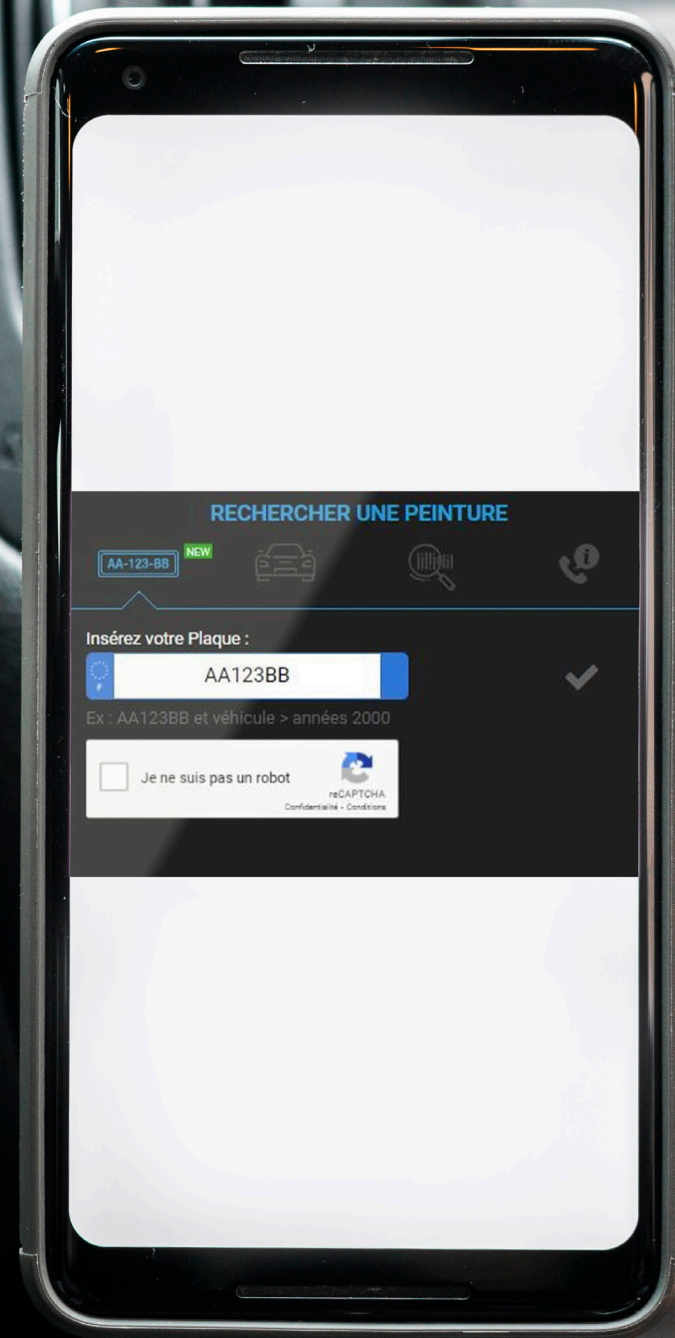 RECHERCHER UNE PEINTURE
AA-123-BB
NEW
Insérez votre Plaque :
AA123BB
F
Ex : AA123BB et véhicule > années 2000
Je ne suis pas un robot
reCAPTCHA
Confidentialité - Conditions